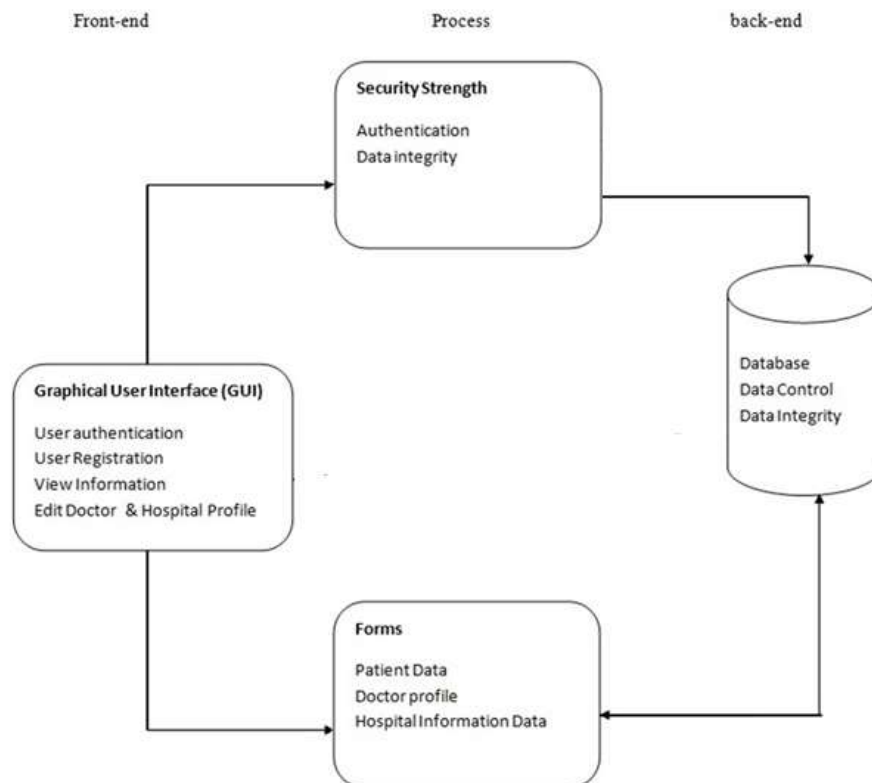 Front-end
Process
back-end
Security Strength
Authentication
Data integrity
Graphical User Interface (GUI)
User authentication
User Registration
View Information
Edit Doctor & Hospital Profile
Database
Data Control
Data Integrity
Forms
Patient Data
Doctor profile
Hospital Information Data